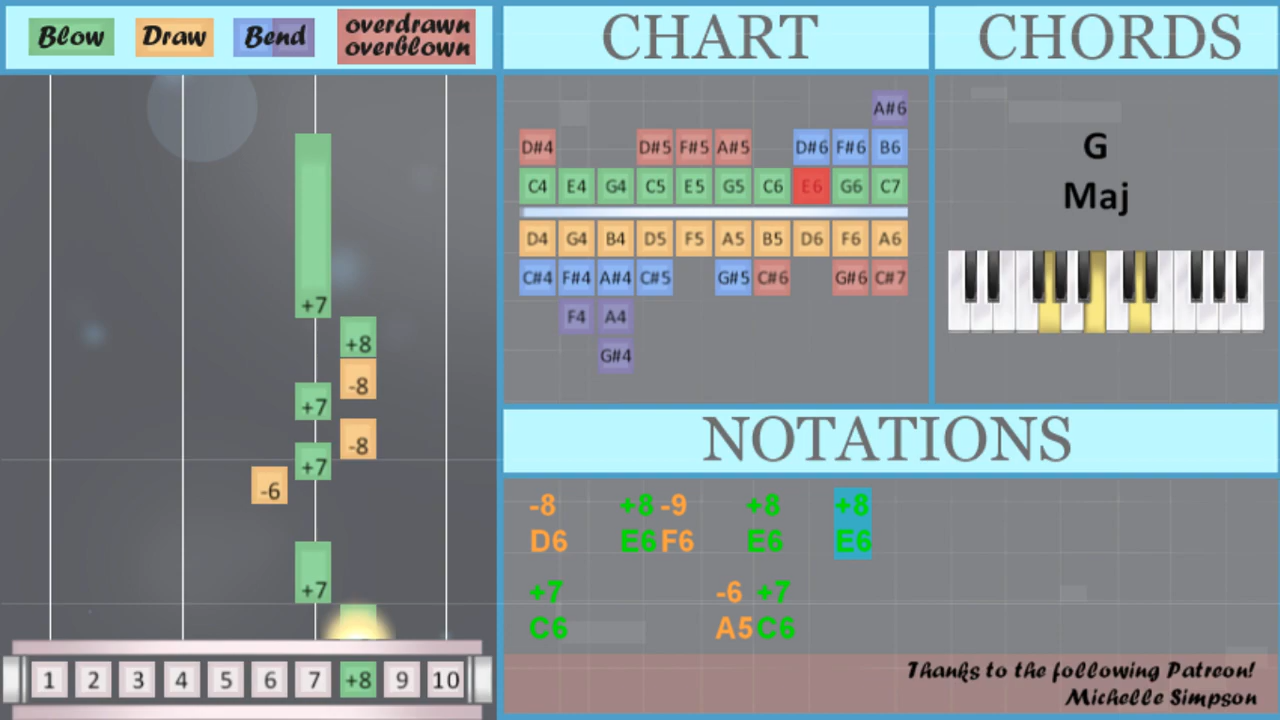 Blow Draw Bend overdrawn
overblown
CHART
CHORDS
A#6
D#4 D#5 F#5 A#5 D#6 F#6 B6
C4 E4 G4 C5 E5 G5 C6 E6 G6 C7
D4 G4 B4 D5 F5 A5 B5 D6 F6 A6
C#4 F#4 A#4 C#5 G#5 C#6 G#6 C#7
F4 A4
G#4
G
Maj
+7
+8
-8
+7
-8
+7
-6
+7
1 2 3 4 5 6 7 +8 9 10
NOTATIONS
-8 +8 -9 +8 +8
D6 E6 F6 E6 E6
+7 -6 +7
C6 A5 C6
Thanks to the following Patreon!
Michelle Simpson